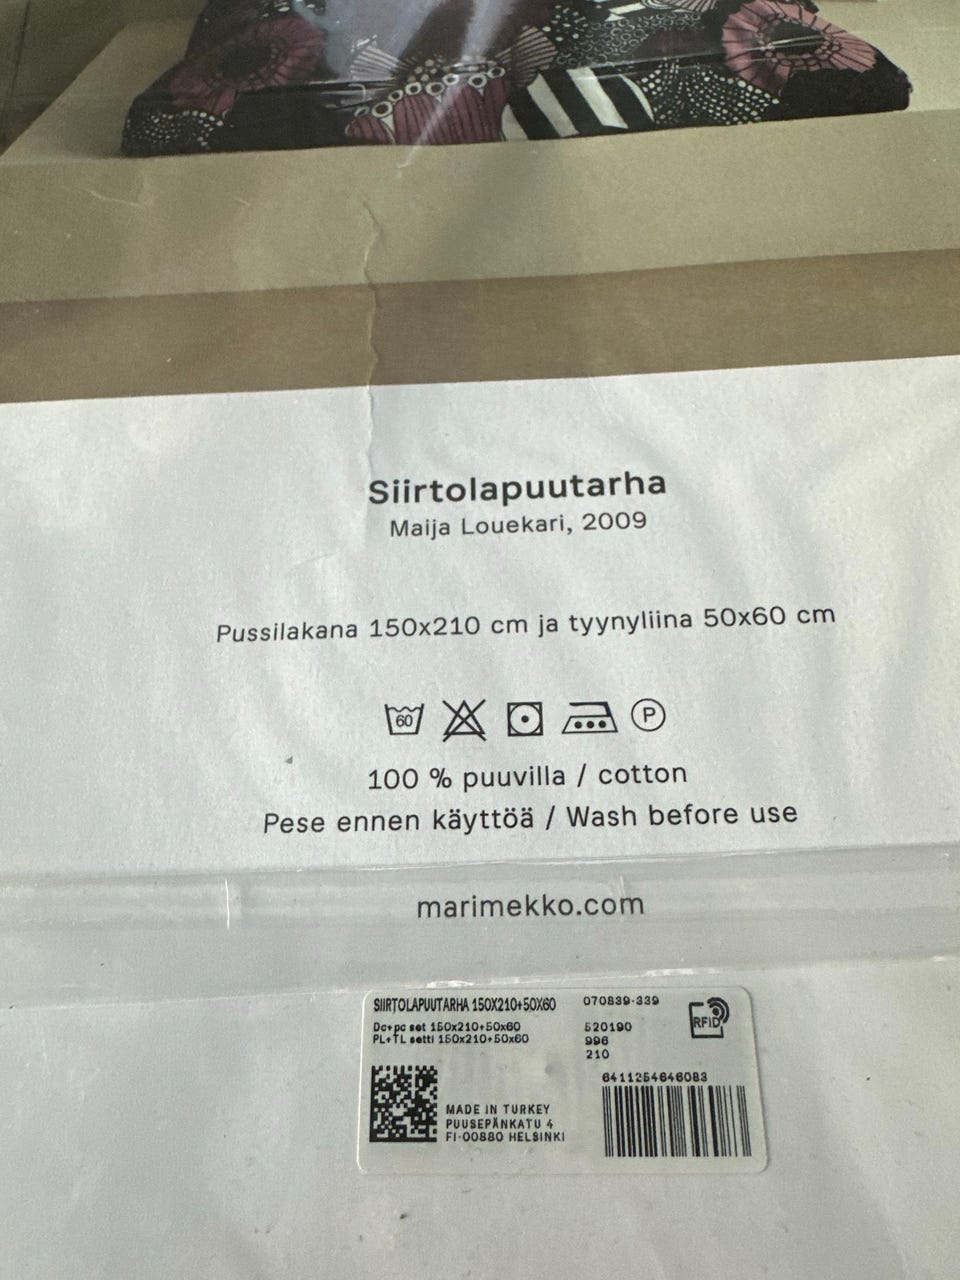 Siirtolapuutarha
Maija Louekari, 2009
Pussilakana 150x210 cm ja tyynyliina 50x60 cm
60 P
100 % puuvilla / cotton
Pese ennen käyttöä / Wash before use
marimekko.com
SIIRTOLAPUUTARHA 150X210+50X60
070839-339
Dc+pc set 150x210+50x60
PL+TL setti 150x210+50x60
520190
996
210
RFID
6411254646083
MADE IN TURKEY
PUUSEPÄNKATU 4
FI-00880 HELSINKI